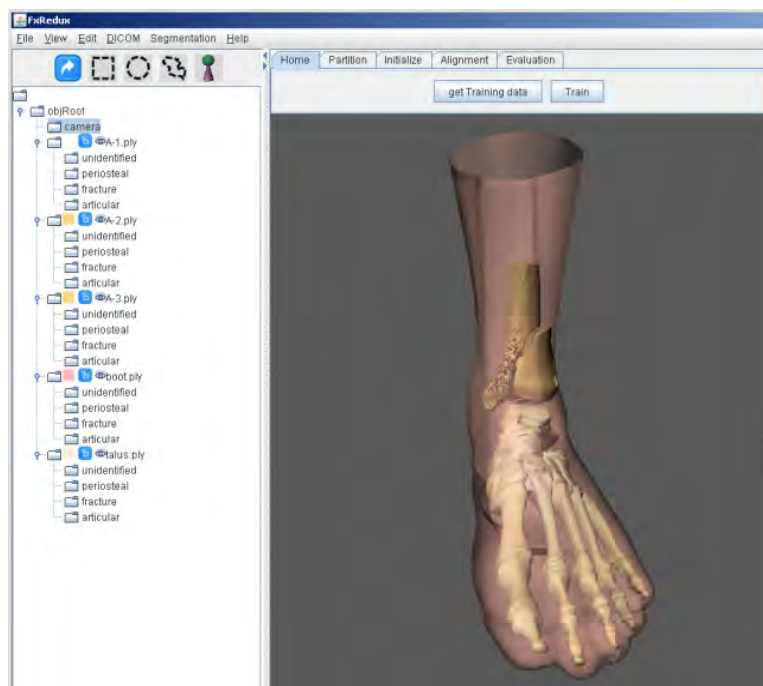 FxRedux
File View Edit DICOM Segmentation Help
Home Partition Initialize Alignment Evaluation
get Training data Train
objRoot
camera
A-1.ply
unidentified
periosteal
fracture
articular
A-2.ply
unidentified
periosteal
fracture
articular
A-3.ply
unidentified
periosteal
fracture
articular
boot.ply
unidentified
periosteal
fracture
articular
talus.ply
unidentified
periosteal
fracture
articular